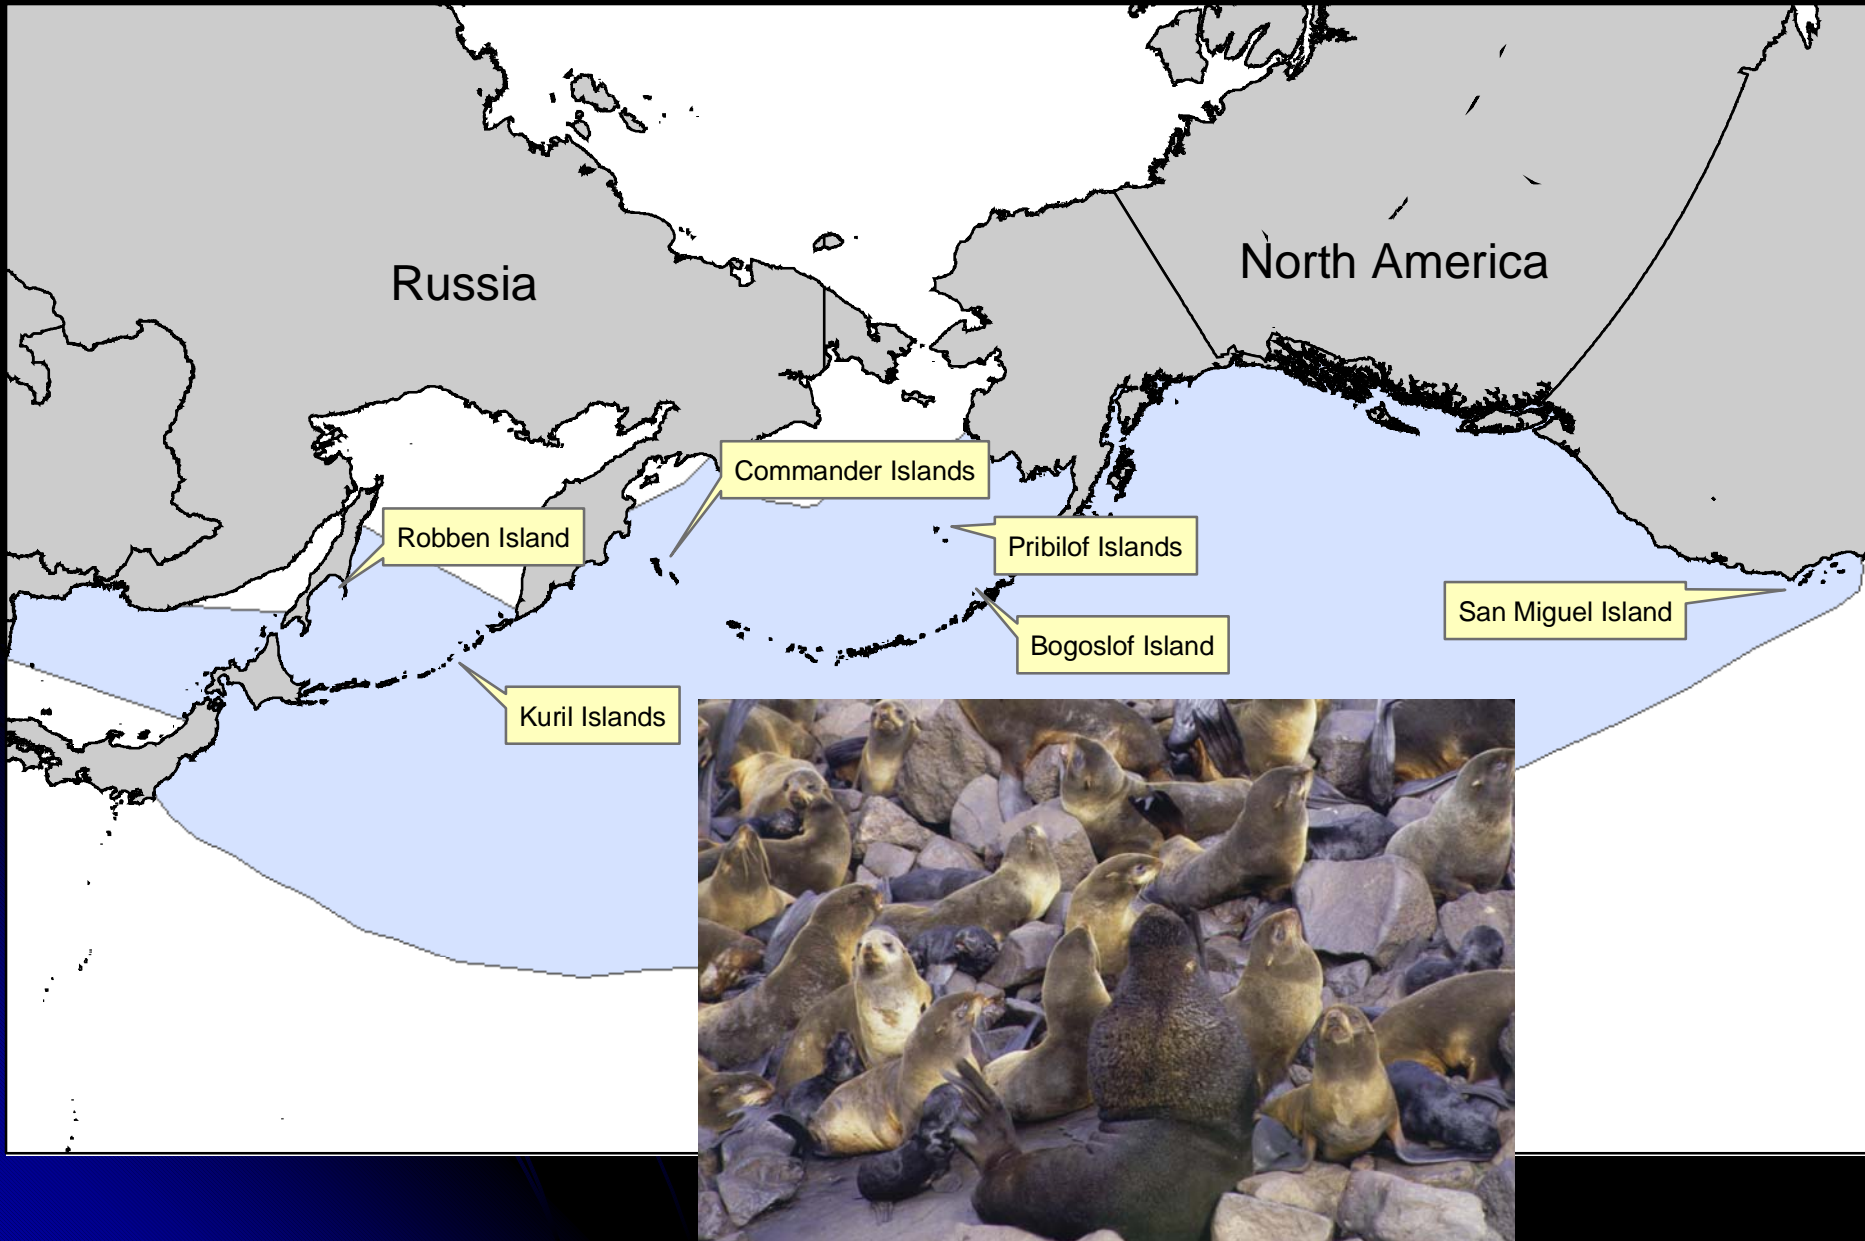 North America
Russia
Commander Islands
Robben Island
Pribilof Islands
San Miguel Island
Bogoslof Island
Kuril Islands